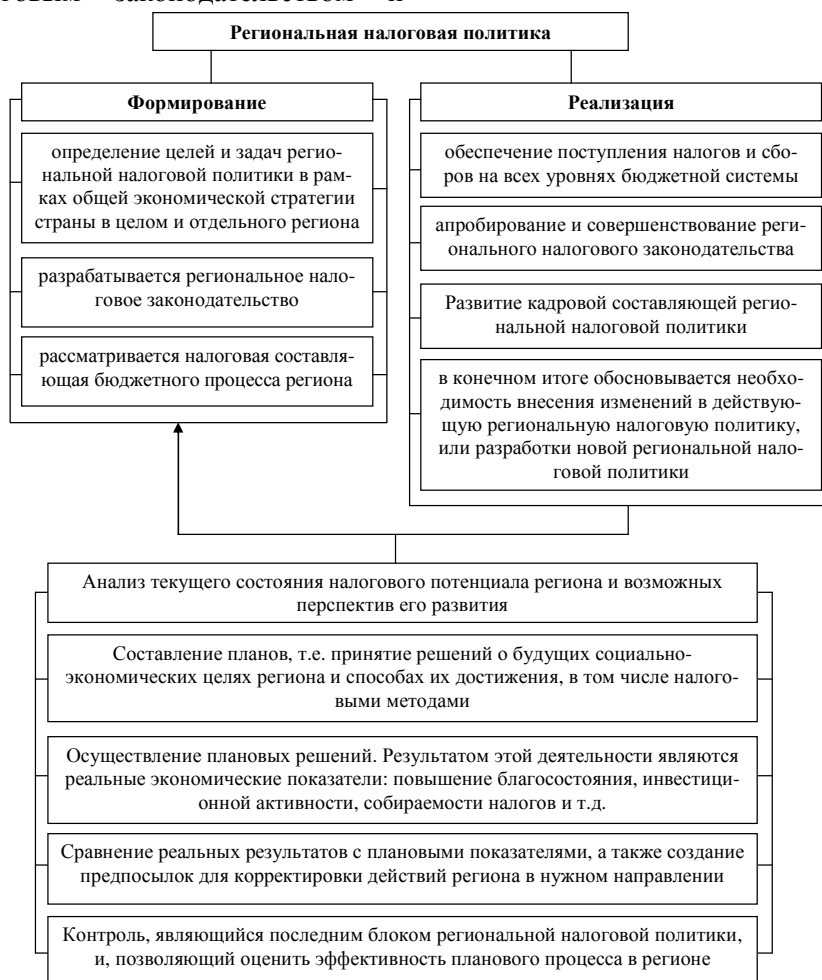 законодательством
Региональная налоговая политика
Формирование
определение целей и задач регио-
нальной налоговой политики в рам-
ках общей экономической стратегии
страны в целом и отдельного региона
разрабатывается региональное нало-
говое законодательство
рассматривается налоговая составля-
ющая бюджетного процесса региона
Реализация
обеспечение поступления налогов и сбо-
ров на всех уровнях бюджетной системы
апробирование и совершенствование реги-
онального налогового законодательства
Развитие кадровой составляющей регио-
нальной налоговой политики
в конечном итоге обосновывается необхо-
димость внесения изменений в действую-
щую региональную налоговую политику,
или разработки новой региональной нало-
говой политики
Анализ текущего состояния налогового потенциала региона и возможных
перспектив его развития
Составление планов, т.е. принятие решений о будущих социально-
экономических целях региона и способах их достижения, в том числе налого-
выми методами
Осуществление плановых решений. Результатом этой деятельности являются
реальные экономические показатели: повышение благосостояния, инвестици-
онной активности, собираемости налогов и т.д.
Сравнение реальных результатов с плановыми показателями, а также создание
предпосылок для корректировки действий региона в нужном направлении
Контроль, являющийся последним блоком региональной налоговой политики,
и, позволяющий оценить эффективность планового процесса в регионе